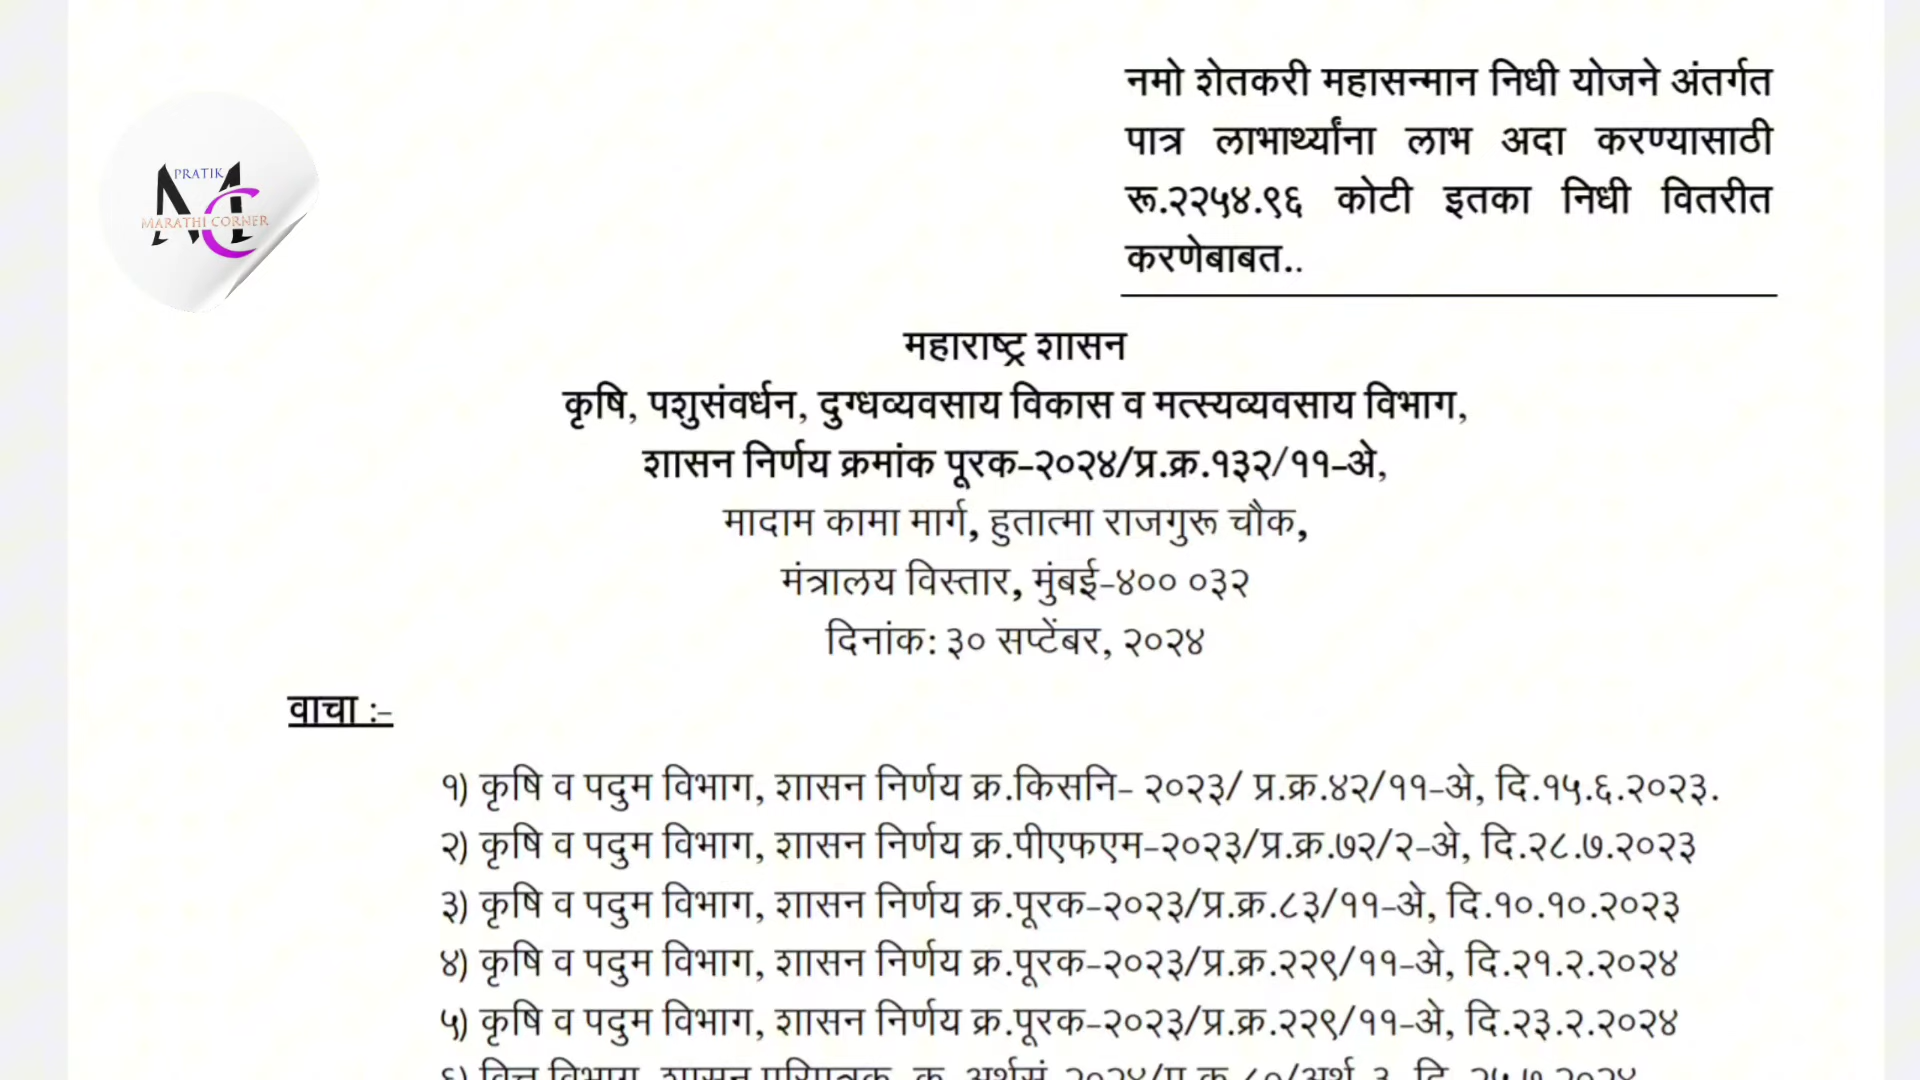 नमो शेतकरी महासन्मान निधी योजने अंतर्गत
पात्र लाभार्थ्यांना लाभ अदा करण्यासाठी
रू.२२५४.९६ कोटी इतका निधी वितरीत
करणेबाबत..
PRATIK
MARATHI CORNER
महाराष्ट्र शासन
कृषि, पशुसंवर्धन, दुग्धव्यवसाय विकास व मत्स्यव्यवसाय विभाग,
शासन निर्णय क्रमांक पूरक-२०२४/प्र.क्र.१३२/११-अे,
मादाम कामा मार्ग, हुतात्मा राजगुरू चौक,
मंत्रालय विस्तार, मुंबई-४०० ०३२
दिनांक: ३० सप्टेंबर, २०२४
वाचा :-
१) कृषि व पदुम विभाग, शासन निर्णय क्र.किसनि- २०२३/ प्र.क्र.४२/११-अे, दि.१५.६.२०२३.
२) कृषि व पदुम विभाग, शासन निर्णय क्र.पीएफएम-२०२३/प्र.क्र.७२/२-अे, दि.२८.७.२०२३
३) कृषि व पदुम विभाग, शासन निर्णय क्र.पूरक-२०२३/प्र.क्र.८३/११-अे, दि.१०.१०.२०२३
४) कृषि व पदुम विभाग, शासन निर्णय क्र.पूरक-२०२३/प्र.क्र.२२९/११-अे, दि.२१.२.२०२४
५) कृषि व पदुम विभाग, शासन निर्णय क्र.पूरक-२०२३/प्र.क्र.२२९/११-अे, दि.२३.२.२०२४
६) वित्त विभाग, शासन परिपत्रक